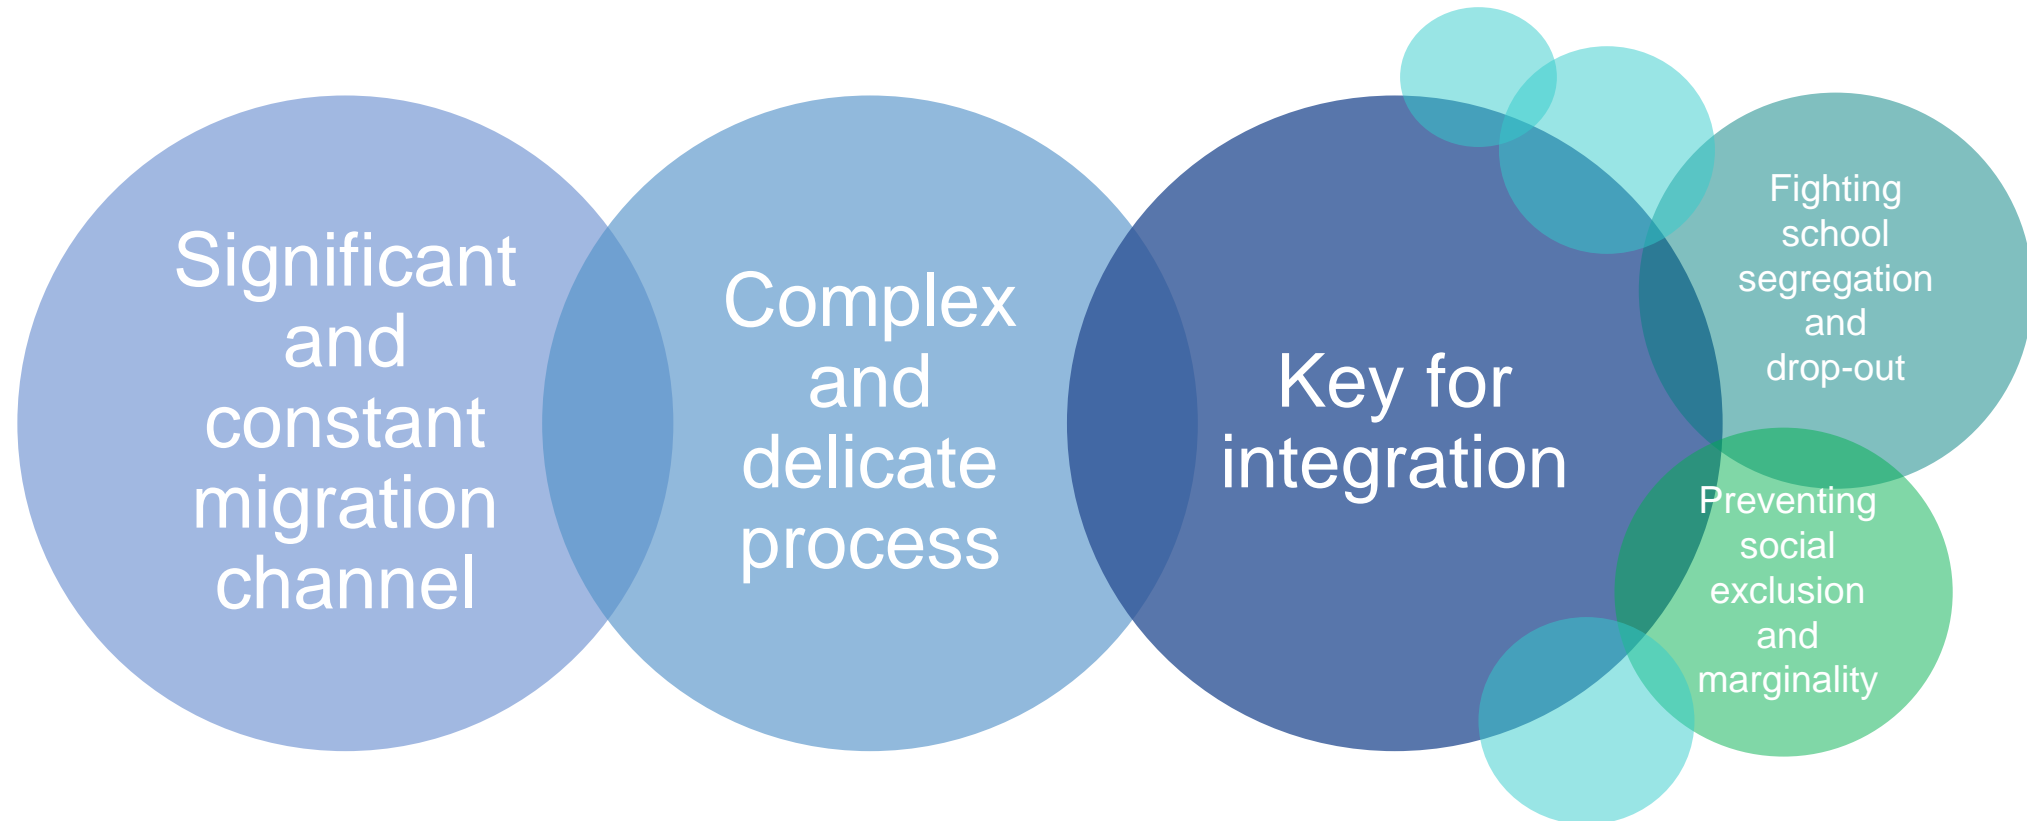 Significant
and
constant
migration
channel
Complex
and
delicate
process
Key for
integration
Fighting
school
segregation
and
drop-out
Preventing
social
exclusion
and
marginality